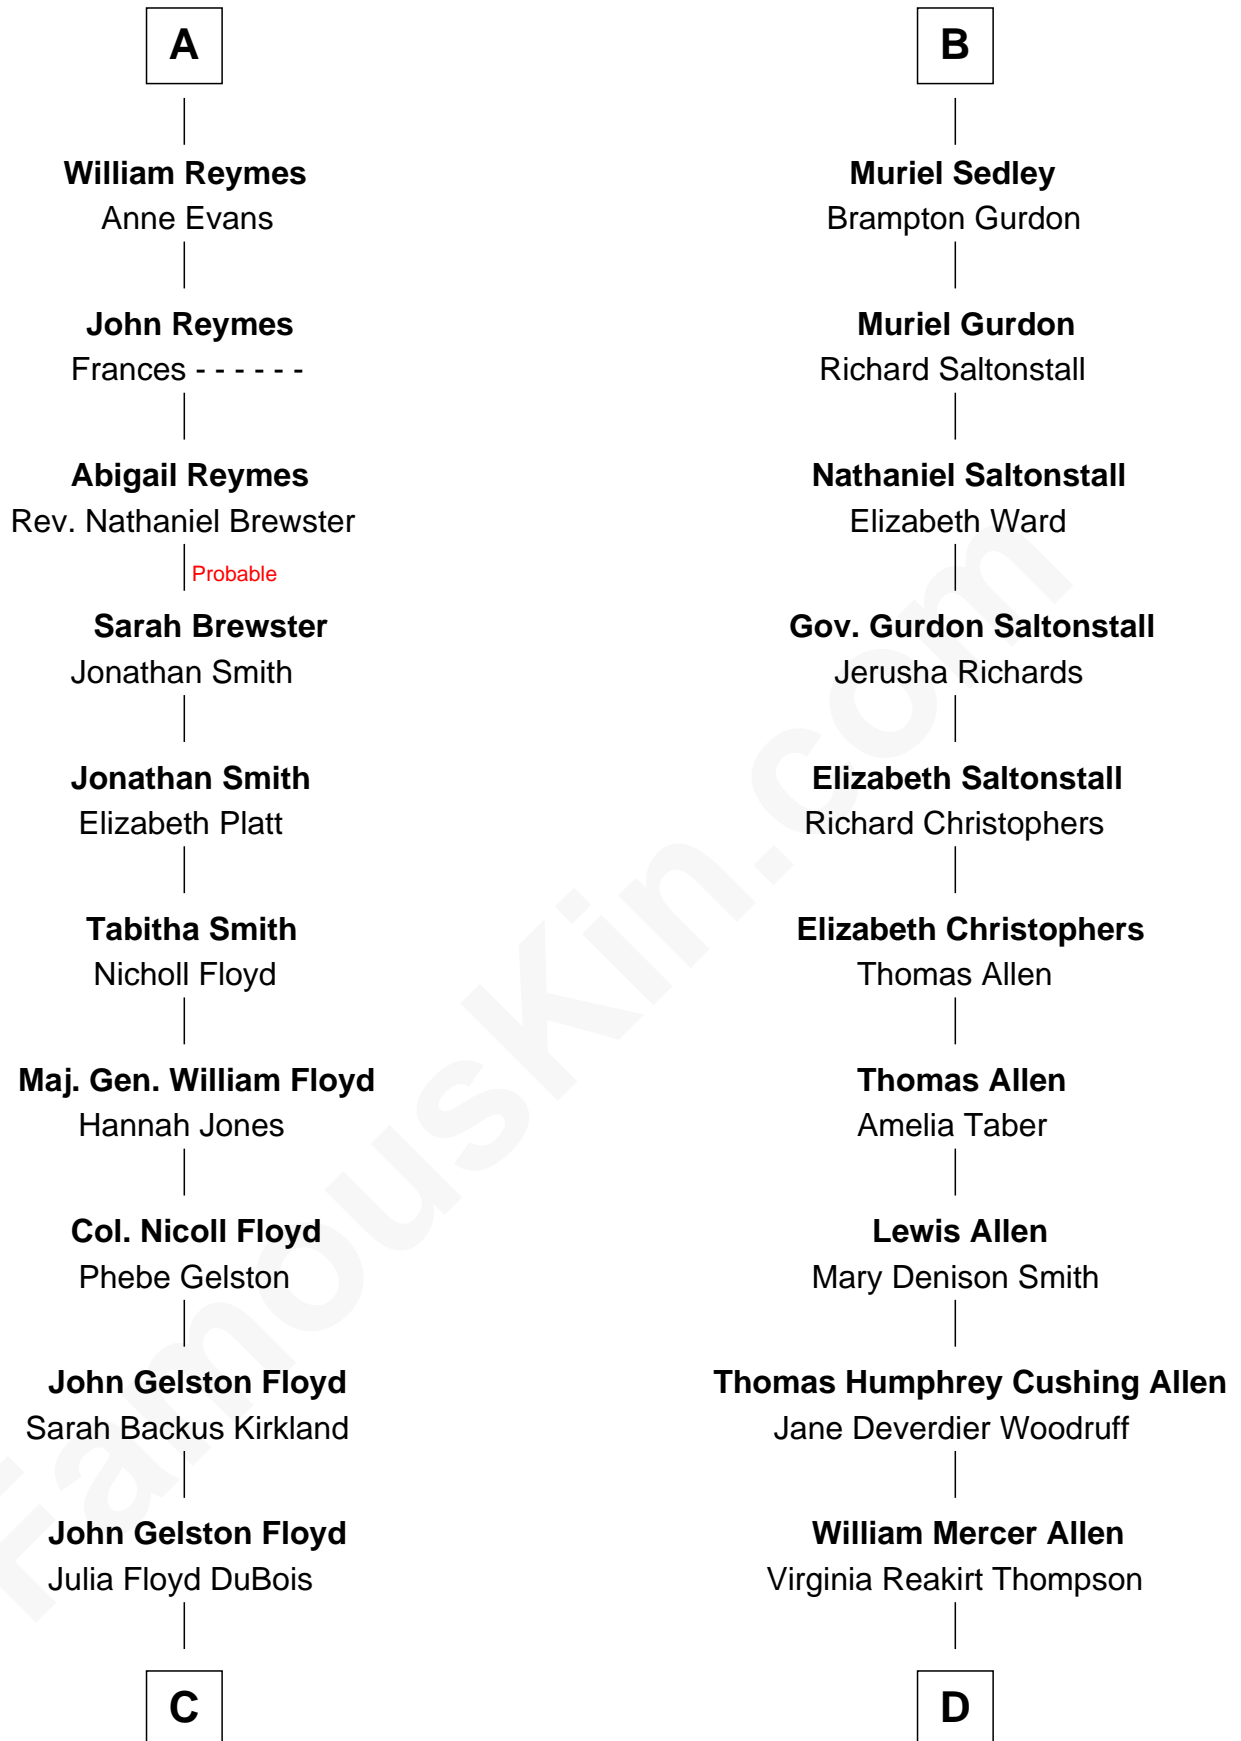 A
William Reymes
Anne Evans
John Reymes
Frances - - - - - -
Abigail Reymes
Rev. Nathaniel Brewster
Probable
Sarah Brewster
Jonathan Smith
Jonathan Smith
Elizabeth Platt
Tabitha Smith
Nicholl Floyd
Maj. Gen. William Floyd
Hannah Jones
Col. Nicoll Floyd
Phebe Gelston
John Gelston Floyd
Sarah Backus Kirkland
John Gelston Floyd
Julia Floyd DuBois
C
B
Muriel Sedley
Brampton Gurdon
Muriel Gurdon
Richard Saltonstall
Nathaniel Saltonstall
Elizabeth Ward
Gov. Gurdon Saltonstall
Jerusha Richards
Elizabeth Saltonstall
Richard Christophers
Elizabeth Christophers
Thomas Allen
Thomas Allen
Amelia Taber
Lewis Allen
Mary Denison Smith
Thomas Humphrey Cushing Allen
Jane Deverdier Woodruff
William Mercer Allen
Virginia Reakirt Thompson
D
FamousKin.com